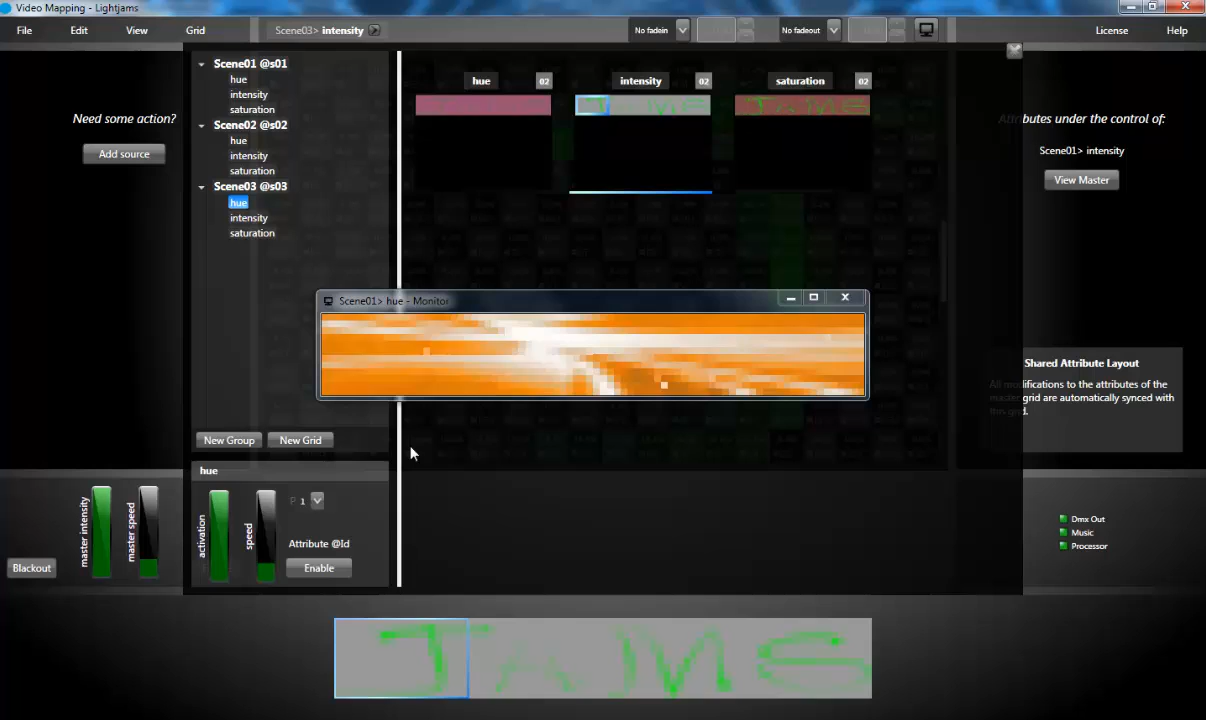 Video Mapping - Lightjams
File Edit View Grid Scene03> intensity No fadein No fadeout License Help
Need some action?
Add source
Scene01 @s01
hue
intensity
saturation
Scene02 @s02
hue
intensity
saturation
Scene03 @s03
hue
intensity
saturation
New Group New Grid
hue 02 intensity 02 saturation 02
JAMS
JAMS
Attributes under the control of:
Scene01> intensity
View Master
Scene01> hue - Monitor
Shared Attribute Layout
All modifications to the attributes of the
master grid are automatically synced with
this grid.
master intensity
master speed
Blackout
hue
activation
speed
P 1
Attribute @Id
Enable
Dmx Out
Music
Processor
JAMS